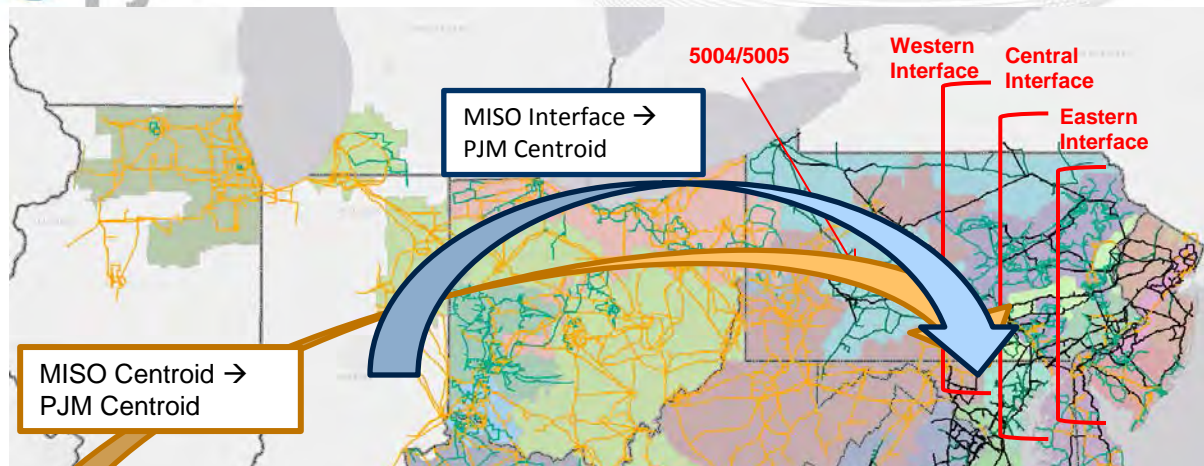 5004/5005
Western
Interface
Central
Interface
Eastern
Interface
MISO Interface →
PJM Centroid
MISO Centroid →
PJM Centroid